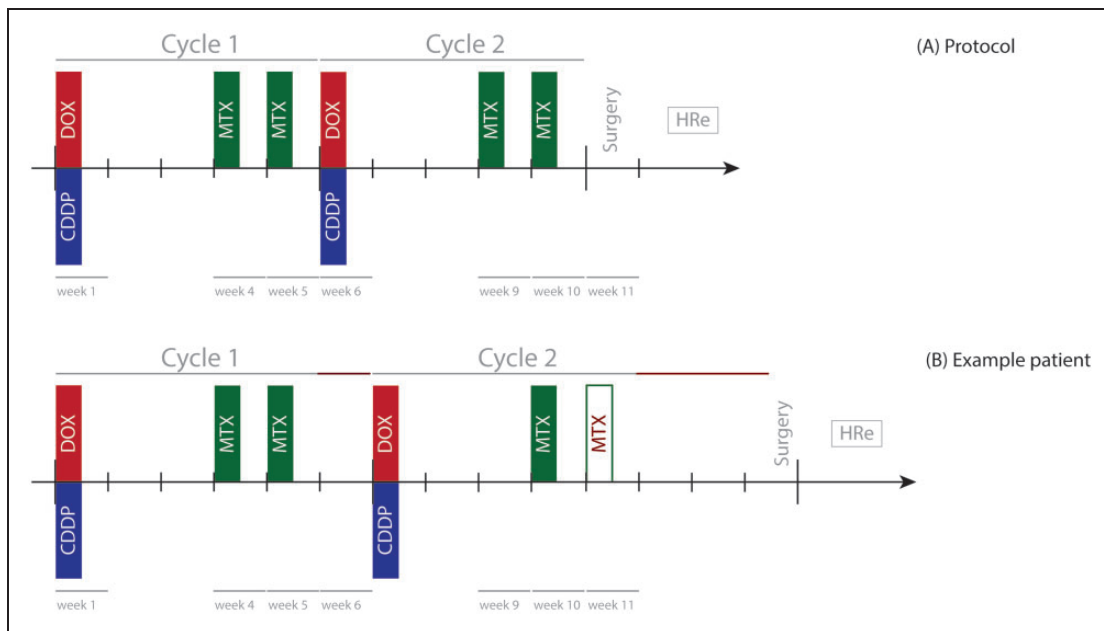 Cycle 1
Cycle 2
(A) Protocol
DOX
MTX
MTX
DOX
MTX
MTX
Surgery
HRe
CDDP
CDDP
week 1
week 4
week 5
week 6
week 9
week 10
week 11
Cycle 1
Cycle 2
(B) Example patient
DOX
MTX
MTX
DOX
MTX
MTX
Surgery
HRe
CDDP
CDDP
week 1
week 4
week 5
week 6
week 9
week 10
week 11